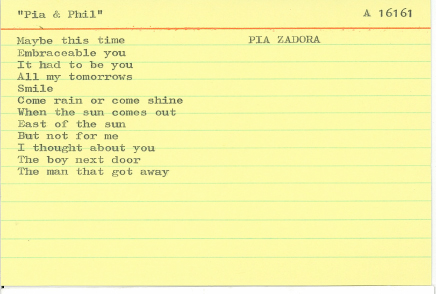 "Pia & Phil" A 16161
Maybe this time PIA ZADORA
Embraceable you
It had to be you
All my tomorrows
Smile
Come rain or come shine
When the sun comes out
East of the sun
But not for me
I thought about you
The boy next door
The man that got away